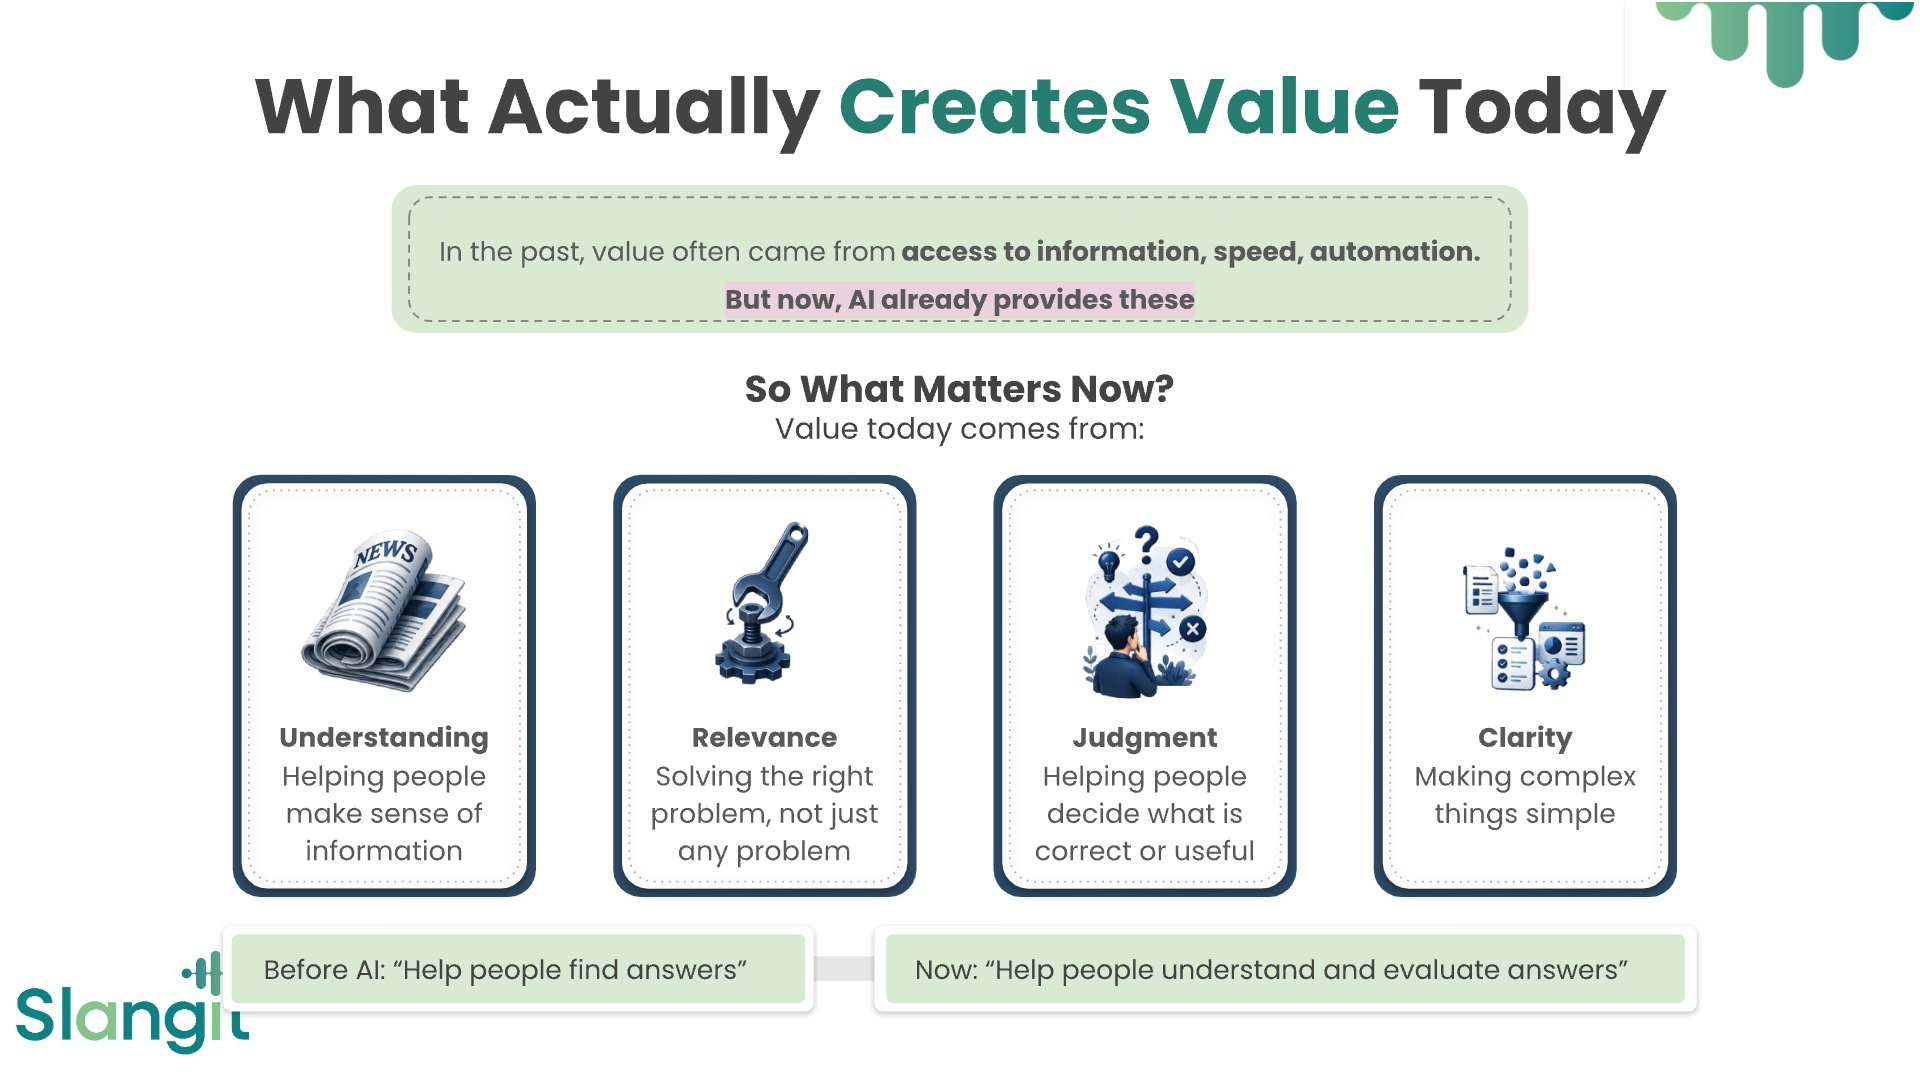 What Actually Creates Value Today
In the past, value often came from access to information, speed, automation.
But now, AI already provides these
So What Matters Now?
Value today comes from:
NEWS
Understanding
Helping people
make sense of
information
Relevance
Solving the right
problem, not just
any problem
Judgment
Helping people
decide what is
correct or useful
Clarity
Making complex
things simple
Before AI: “Help people find answers”
Now: “Help people understand and evaluate answers”
Slangit